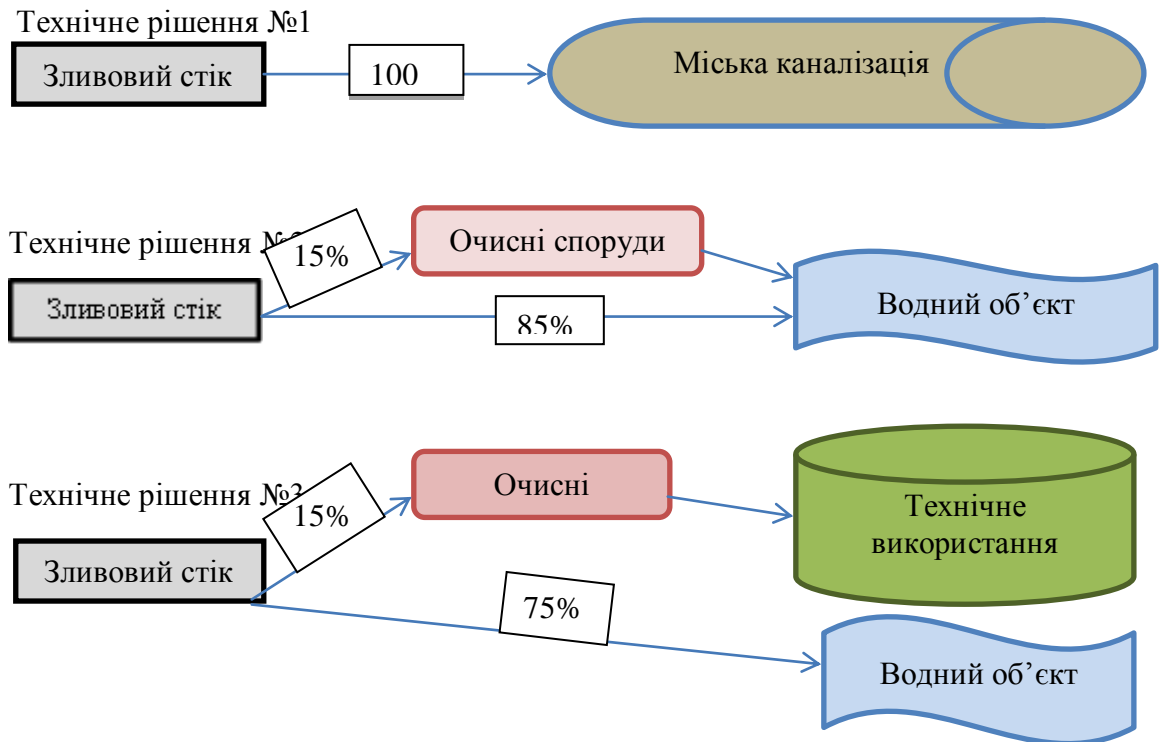 Технічне рішення №1
Зливовий стік
100
Міська каналізація
Технічне рішення
15%
Очисні споруди
Зливовий стік
85%
Водний об’єкт
Технічне рішення №3
15%
Очисні
Технічне
використання
Зливовий стік
75%
Водний об’єкт